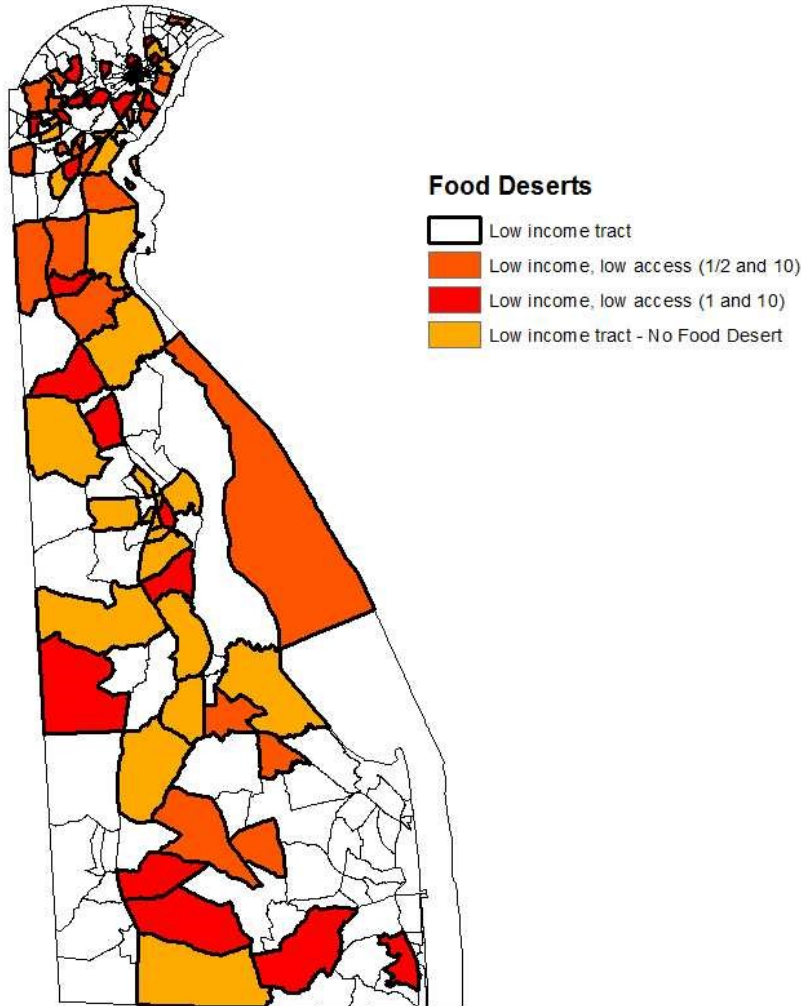 Food Deserts
Low income tract
Low income, low access (1/2 and 10)
Low income, low access (1 and 10)
Low income tract - No Food Desert